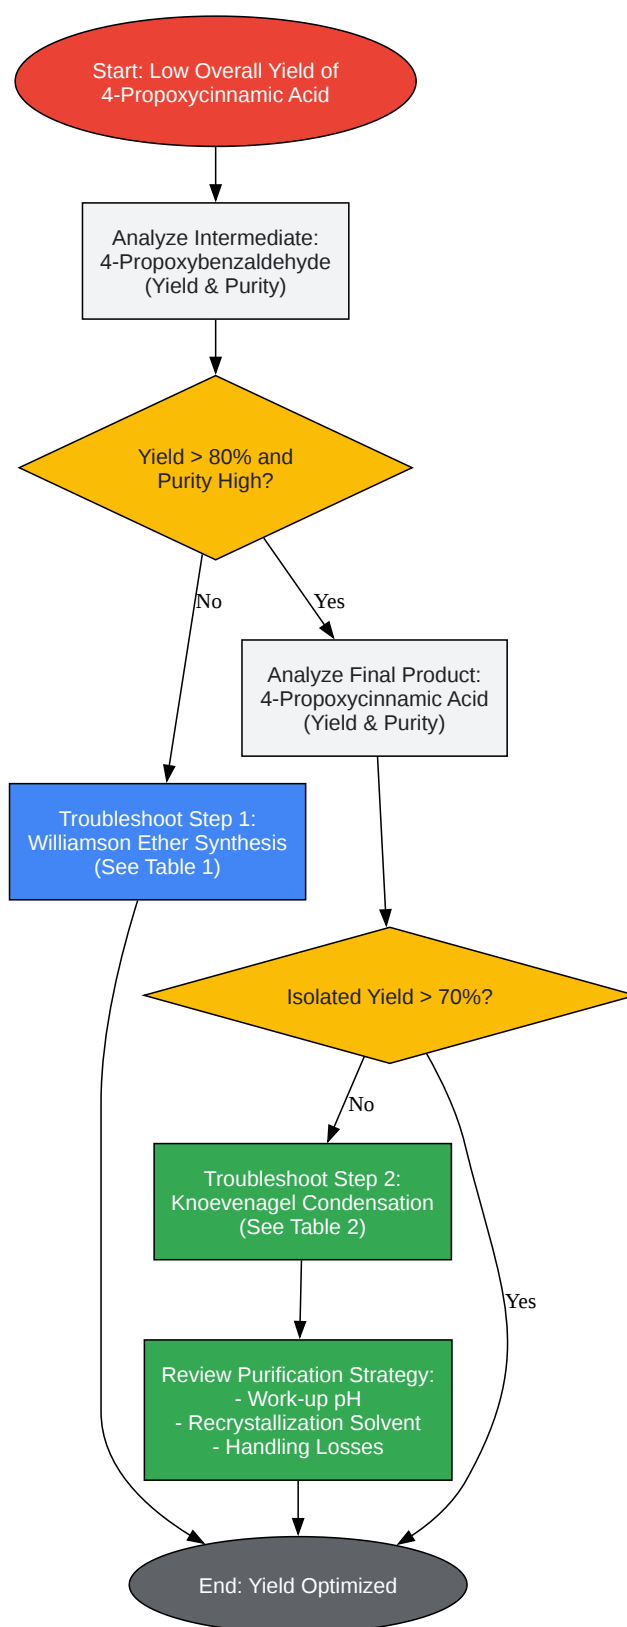 Start: Low Overall Yield of
4-Propoxycinnamic Acid
Analyze Intermediate:
4-Propoxybenzaldehyde
(Yield & Purity)
Yield > 80% and
Purity High?
No
Yes
Analyze Final Product:
4-Propoxycinnamic Acid
(Yield & Purity)
Troubleshoot Step 1:
Williamson Ether Synthesis
(See Table 1)
Isolated Yield > 70%?
No
Troubleshoot Step 2:
Knoevenagel Condensation
(See Table 2)
Yes
Review Purification Strategy:
- Work-up pH
- Recrystallization Solvent
- Handling Losses
End: Yield Optimized